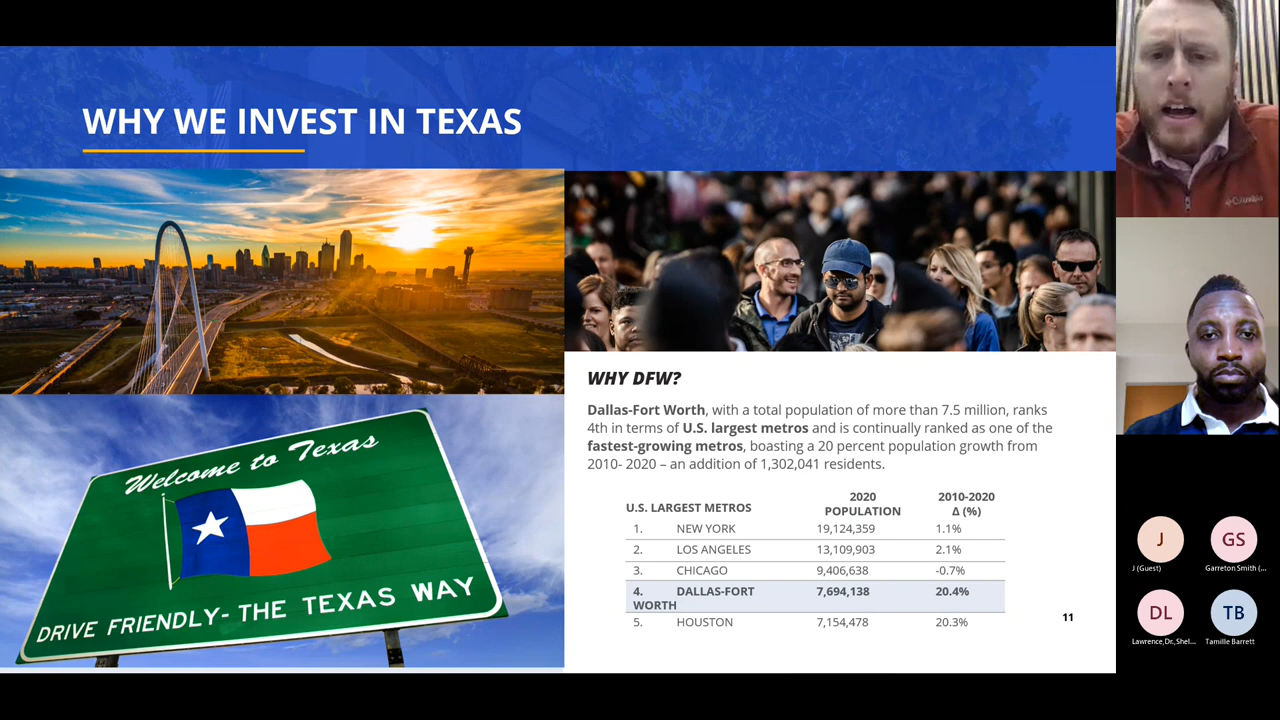 WHY WE INVEST IN TEXAS
Welcome to Texas
DRIVE FRIENDLY- THE TEXAS WAY
WHY DFW?
Dallas-Fort Worth, with a total population of more than 7.5 million, ranks
4th in terms of U.S. largest metros and is continually ranked as one of the
fastest-growing metros, boasting a 20 percent population growth from
2010- 2020 – an addition of 1,302,041 residents.
U.S. LARGEST METROS 2020 POPULATION 2010-2020 Δ (%)
1. NEW YORK 19,124,359 1.1%
2. LOS ANGELES 13,109,903 2.1%
3. CHICAGO 9,406,638 -0.7%
4. DALLAS-FORT WORTH 7,694,138 20.4%
5. HOUSTON 7,154,478 20.3%
11
Columbia
J GS
J (Guest) Garreton Smith (...
DL TB
Lawrence,Dr.,Shel... Tamille Barrett